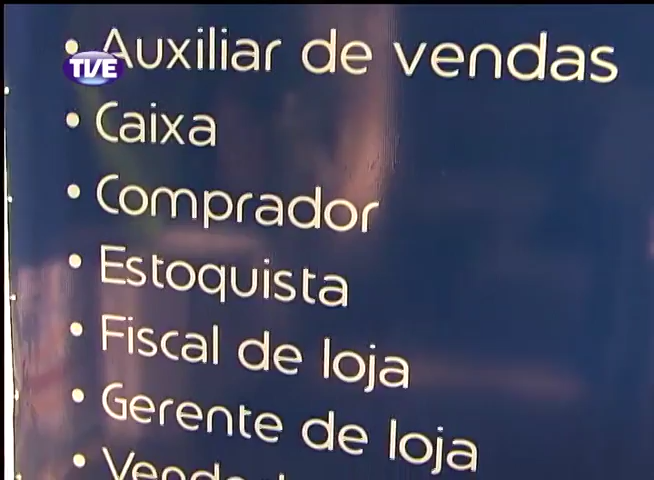 • Auxiliar de vendas
TVE
• Caixa
• Comprador
• Estoquista
• Fiscal de loja
• Gerente de loja